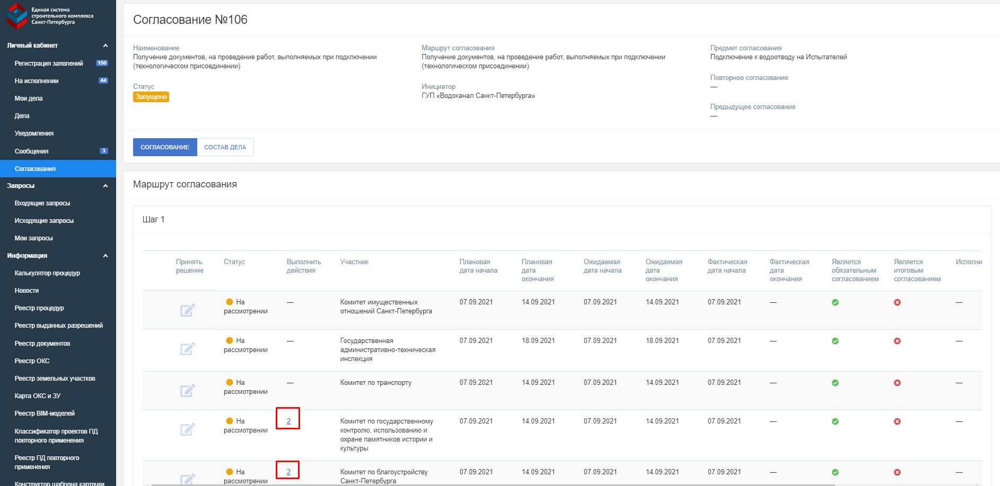 Единая система
строительного комплекса
Санкт-Петербурга
Личный кабинет
Регистрация заявлений 150
На исполнении 44
Мои дела
Дела
Уведомления
Сообщения 3
Согласования
Запросы
Входящие запросы
Исходящие запросы
Мои запросы
Информация
Калькулятор процедур
Новости
Реестр процедур
Реестр выданных разрешений
Реестр документов
Реестр ОКС
Реестр земельных участков
Карта ОКС и ЗУ
Реестр BIM-моделей
Классификатор проектов ПД
повторного применения
Реестр ПД повторного
применения
Конструктор шаблона карточки
Согласование №106
Наименование
Получение документов, на проведение работ, выполняемых при подключении
(технологическом присоединении)
Статус
Запущено
Маршрут согласования
Получение документов, на проведение работ, выполняемых при подключении
(технологическом присоединении)
Инициатор
ГУП «Водоканал Санкт-Петербурга»
Предмет согласования
Подключение к водоотводу на Испытателей
Повторное согласование
—
Предыдущее согласование
—
СОГЛАСОВАНИЕ СОСТАВ ДЕЛА
Маршрут согласования
Шаг 1
Принять Статус Выполнить Участник Плановая Плановая Ожидаемая Ожидаемая Фактическая Фактическая Является Является Исполни
решение действия дата начала дата дата начала дата дата начала дата обязательным итоговым
окончания окончания окончания согласованием согласованием
На — Комитет имущественных 07.09.2021 14.09.2021 07.09.2021 14.09.2021 07.09.2021 — —
рассмотрении отношений Санкт-Петербурга
На — Государственная 07.09.2021 18.09.2021 07.09.2021 18.09.2021 07.09.2021 — —
рассмотрении административно-техническая
инспекция
На — Комитет по транспорту 07.09.2021 14.09.2021 07.09.2021 14.09.2021 07.09.2021 — —
рассмотрении
На 2 Комитет по государственному 07.09.2021 14.09.2021 07.09.2021 14.09.2021 07.09.2021 — —
рассмотрении контролю, использованию и
охране памятников истории и
культуры
На 2 Комитет по благоустройству 07.09.2021 14.09.2021 07.09.2021 14.09.2021 07.09.2021 — —
рассмотрении Санкт-Петербурга